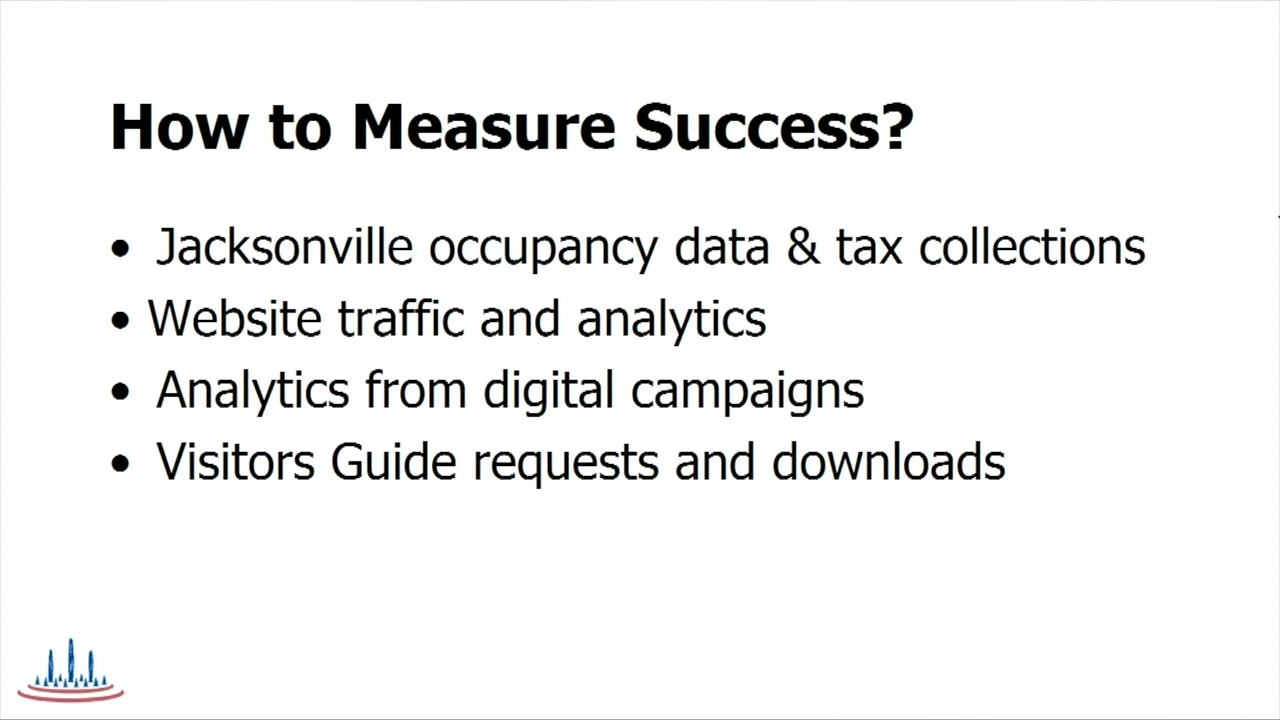 How to Measure Success?
• Jacksonville occupancy data & tax collections
• Website traffic and analytics
• Analytics from digital campaigns
• Visitors Guide requests and downloads